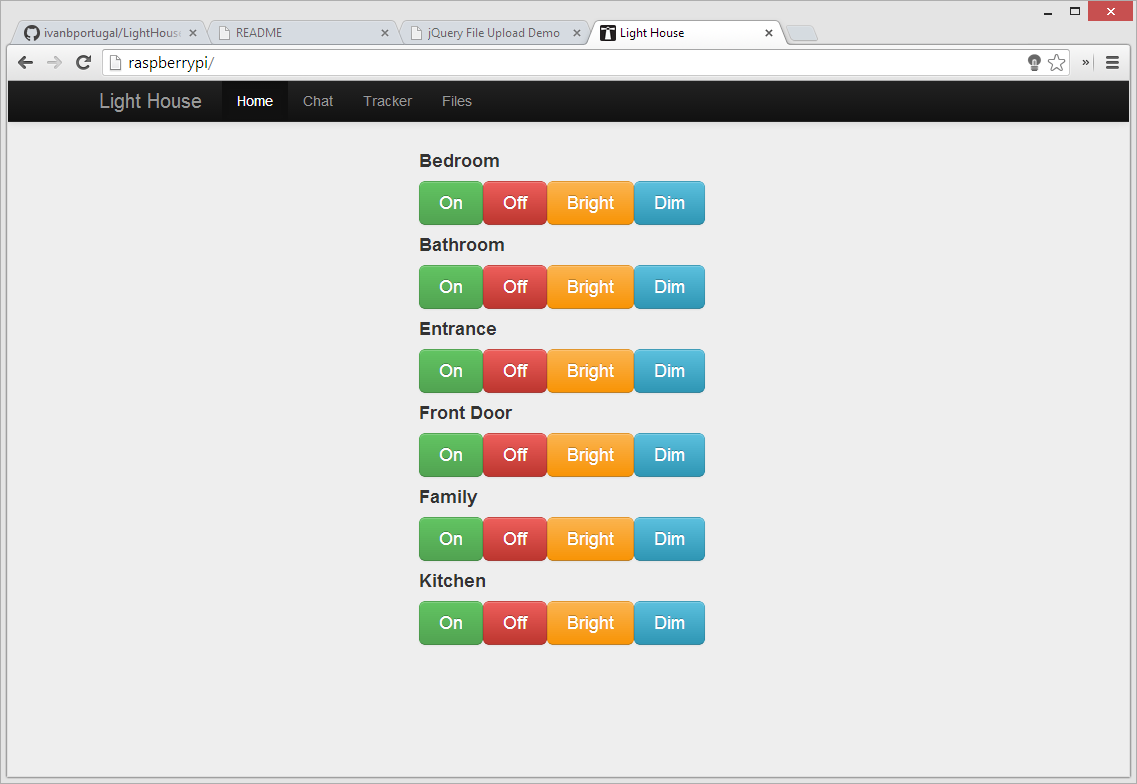 ivanbportugal/LightHous README jQuery File Upload Demo Light House
raspberrypi/ »
Light House Home Chat Tracker Files
Bedroom
On Off Bright Dim
Bathroom
On Off Bright Dim
Entrance
On Off Bright Dim
Front Door
On Off Bright Dim
Family
On Off Bright Dim
Kitchen
On Off Bright Dim